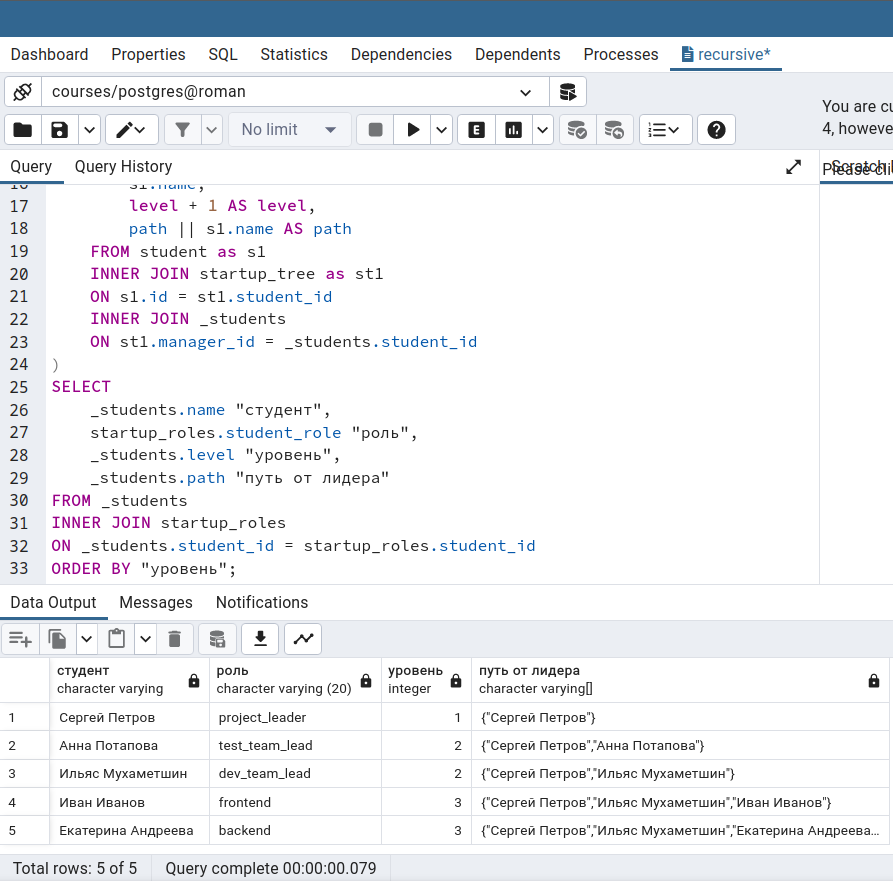 Dashboard Properties SQL Statistics Dependencies Dependents Processes recursive*
courses/postgres@roman
You are cu
No limit
4, howeve
Query Query History
Please cli
16 s1.name,
17 level + 1 AS level,
18 path || s1.name AS path
19 FROM student as s1
20 INNER JOIN startup_tree as st1
21 ON s1.id = st1.student_id
22 INNER JOIN _students
23 ON st1.manager_id = _students.student_id
24 )
25 SELECT
26 _students.name "студент",
27 startup_roles.student_role "роль",
28 _students.level "уровень",
29 _students.path "путь от лидера"
30 FROM _students
31 INNER JOIN startup_roles
32 ON _students.student_id = startup_roles.student_id
33 ORDER BY "уровень";
Data Output Messages Notifications
студент роль уровень путь от лидера
character varying character varying (20) integer character varying[]
1 Сергей Петров project_leader 1 {"Сергей Петров"}
2 Анна Потапова test_team_lead 2 {"Сергей Петров","Анна Потапова"}
3 Ильяс Мухаметшин dev_team_lead 2 {"Сергей Петров","Ильяс Мухаметшин"}
4 Иван Иванов frontend 3 {"Сергей Петров","Ильяс Мухаметшин","Иван Иванов"}
5 Екатерина Андреева backend 3 {"Сергей Петров","Ильяс Мухаметшин","Екатерина Андреева...
Total rows: 5 of 5 Query complete 00:00:00.079